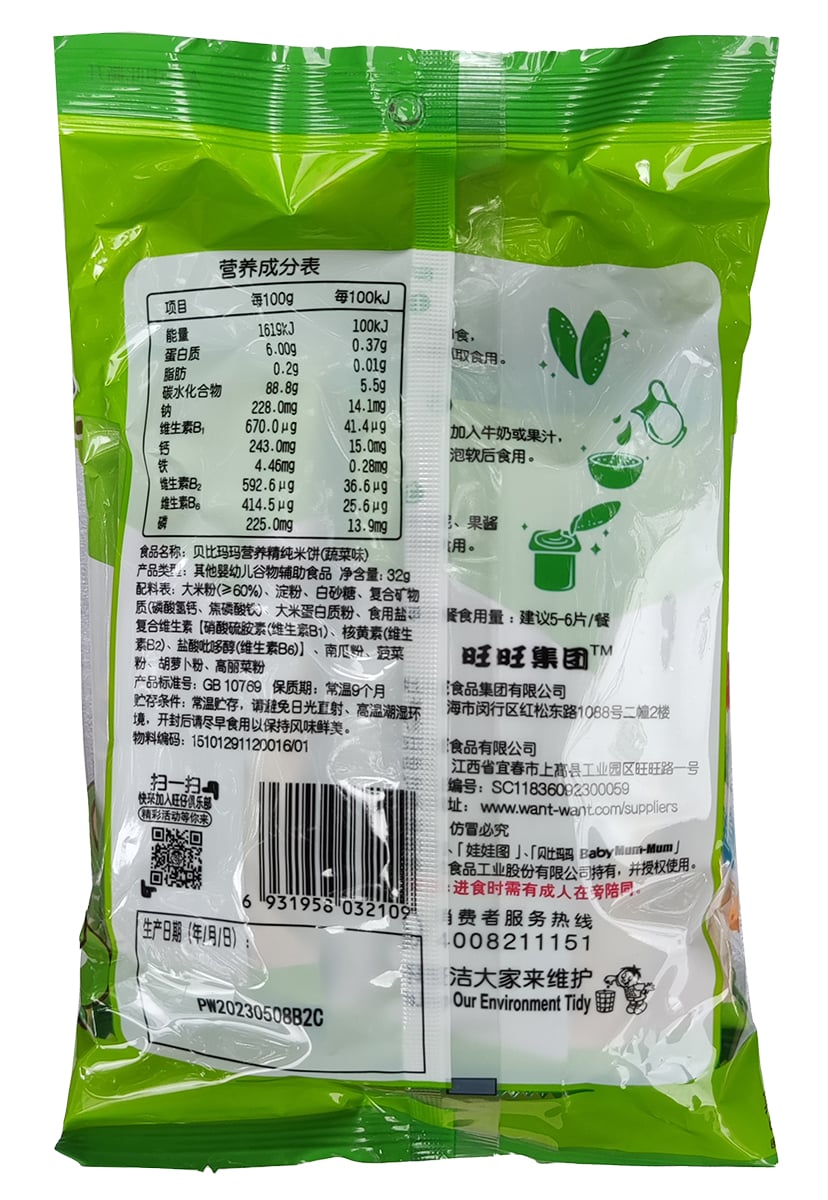 营养成分表
项目 每100g 每100kJ
能量 1619kJ 100kJ
蛋白质 6.00g 0.37g
脂肪 0.2g 0.01g
碳水化合物 88.8g 5.5g
钠 228.0mg 14.1mg
维生素B₁ 670.0μg 41.4μg
钙 243.0mg 15.0mg
铁 4.46mg 0.28mg
维生素B₂ 592.6μg 36.6μg
维生素B₆ 414.5μg 25.6μg
磷 225.0mg 13.9mg
食品名称：贝比玛玛营养精纯米饼(蔬菜味)
产品类型：其他婴幼儿谷物辅助食品 净含量：32g
配料表：大米粉(≥60%)、淀粉、白砂糖、复合矿物
质(磷酸氢钙、焦磷酸铁)、大米蛋白质粉、食用盐、
复合维生素【硝酸硫胺素(维生素B1)、核黄素(维生
素B2)、盐酸吡哆醇(维生素B6)】、南瓜粉、菠菜
粉、胡萝卜粉、高丽菜粉
产品标准号：GB 10769 保质期：常温9个月
贮存条件：常温贮存，请避免日光直射、高温潮湿环
境，开封后请尽早食用以保持风味鲜美。
物料编码：15101291120016/01
扫一扫
快来加入旺仔俱乐部
精彩活动等你来
6 931958 032109
生产日期（年/月/日）：
PW20230508B2C
食，
取食用。
加入牛奶或果汁，
泡软后食用。
、果酱
食用。
餐食用量：建议5-6片/餐
旺旺集团™
食品集团有限公司
海市闵行区红松东路1088号二幢2楼
食品有限公司
江西省宜春市上高县工业园区旺旺路一号
编号：SC11836092300059
址：www.want-want.com/suppliers
仿冒必究
、「娃娃图」、「贝比玛玛 Baby Mum-Mum」
食品工业股份有限公司持有，并授权使用。
：进食时需有成人在旁陪同。
消费者服务热线
4008211151
洁大家来维护
Our Environment Tidy